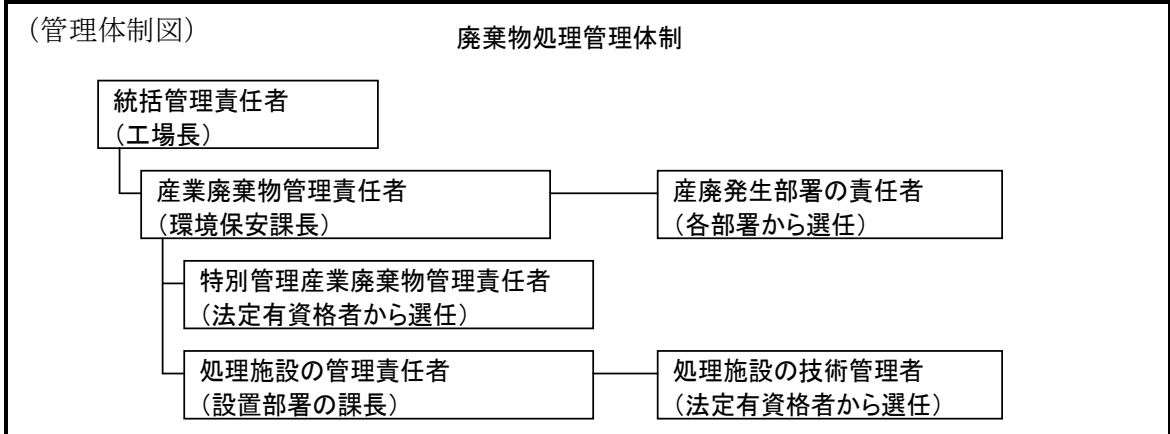 （管理体制図）
廃棄物処理管理体制
統括管理責任者
（工場長）
産業廃棄物管理責任者
（環境保安課長）
産廃発生部署の責任者
（各部署から選任）
特別管理産業廃棄物管理責任者
（法定有資格者から選任）
処理施設の管理責任者
（設置部署の課長）
処理施設の技術管理者
（法定有資格者から選任）